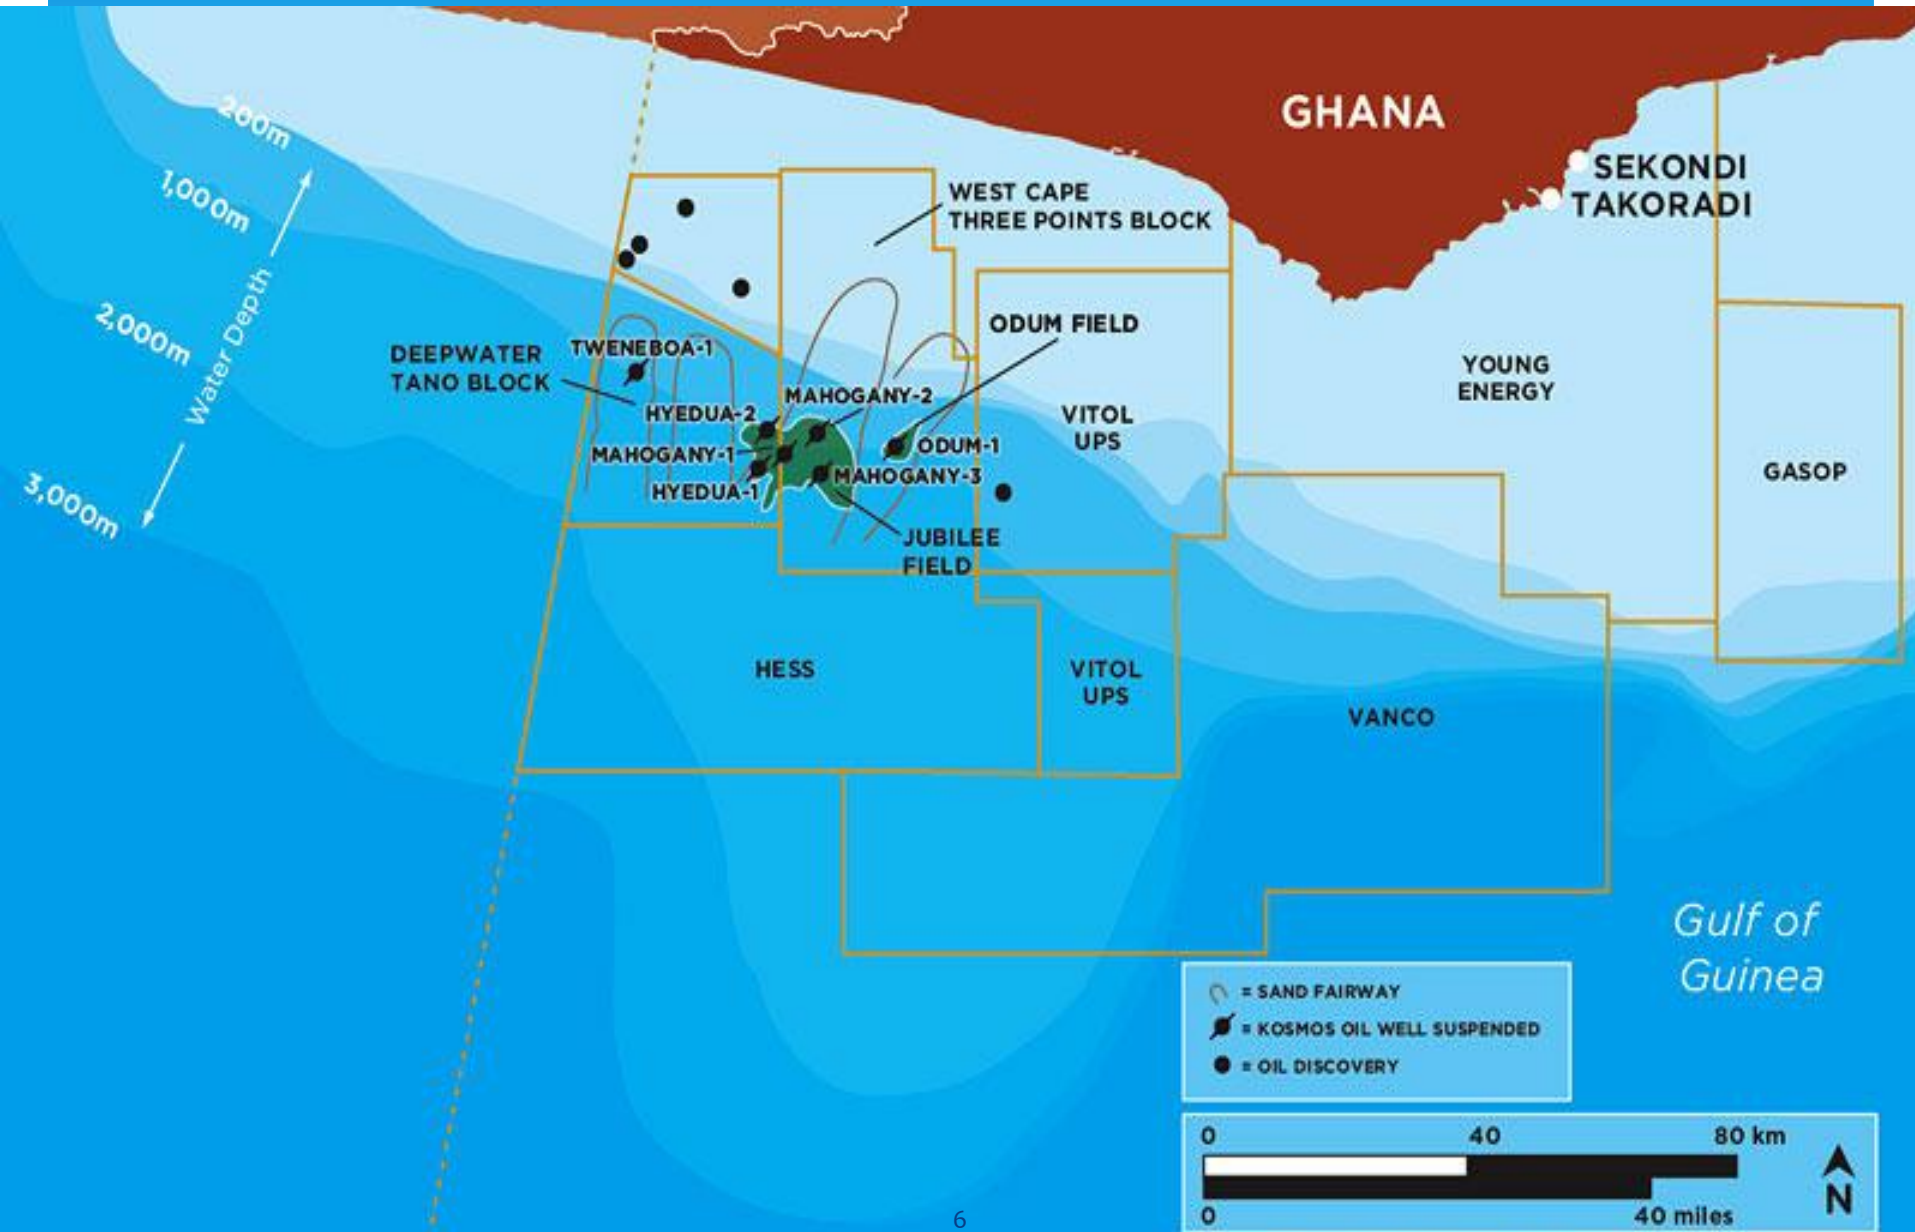 GHANA
200m
1,000m
2,000m
3,000m
Water Depth
SEKONDI
TAKORADI
WEST CAPE
THREE POINTS BLOCK
ODUM FIELD
DEEPWATER
TANO BLOCK
TWENEBOA-1
HYEDUA-2
MAHOGANY-2
MAHOGANY-1
ODUM-1
HYEDUA-1
MAHOGANY-3
JUBILEE
FIELD
VITOL
UPS
YOUNG
ENERGY
GASOP
HESS
VITOL
UPS
VANCO
Gulf of
Guinea
= SAND FAIRWAY
= KOSMOS OIL WELL SUSPENDED
= OIL DISCOVERY
0 40 80 km
0 40 miles
N
6